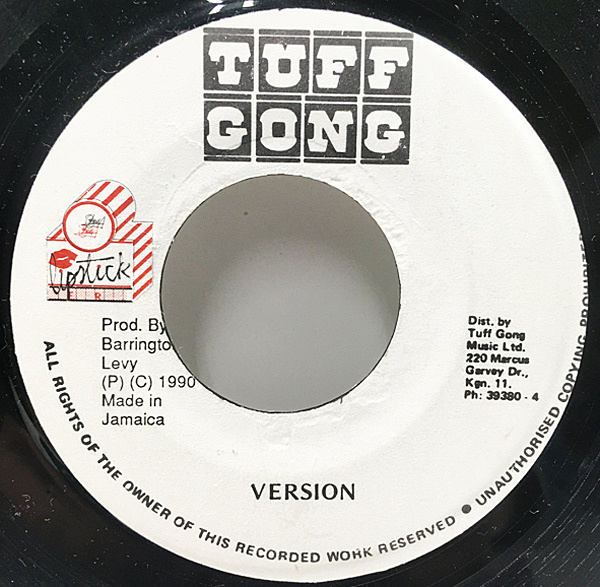 TUFF
GONG
Lipstick
Prod. By
Barringto
Levy
(P) (C) 1990
Made in
Jamaica
Dist. by
Tuff Gong
Music Ltd.
220 Marcus
Garvey Dr.,
Kgn. 11.
Ph: 39380 - 4
VERSION
ALL RIGHTS OF THE OWNER OF THIS RECORDED WORK RESERVED ● UNAUTHORISED COPYING PROHIBITED